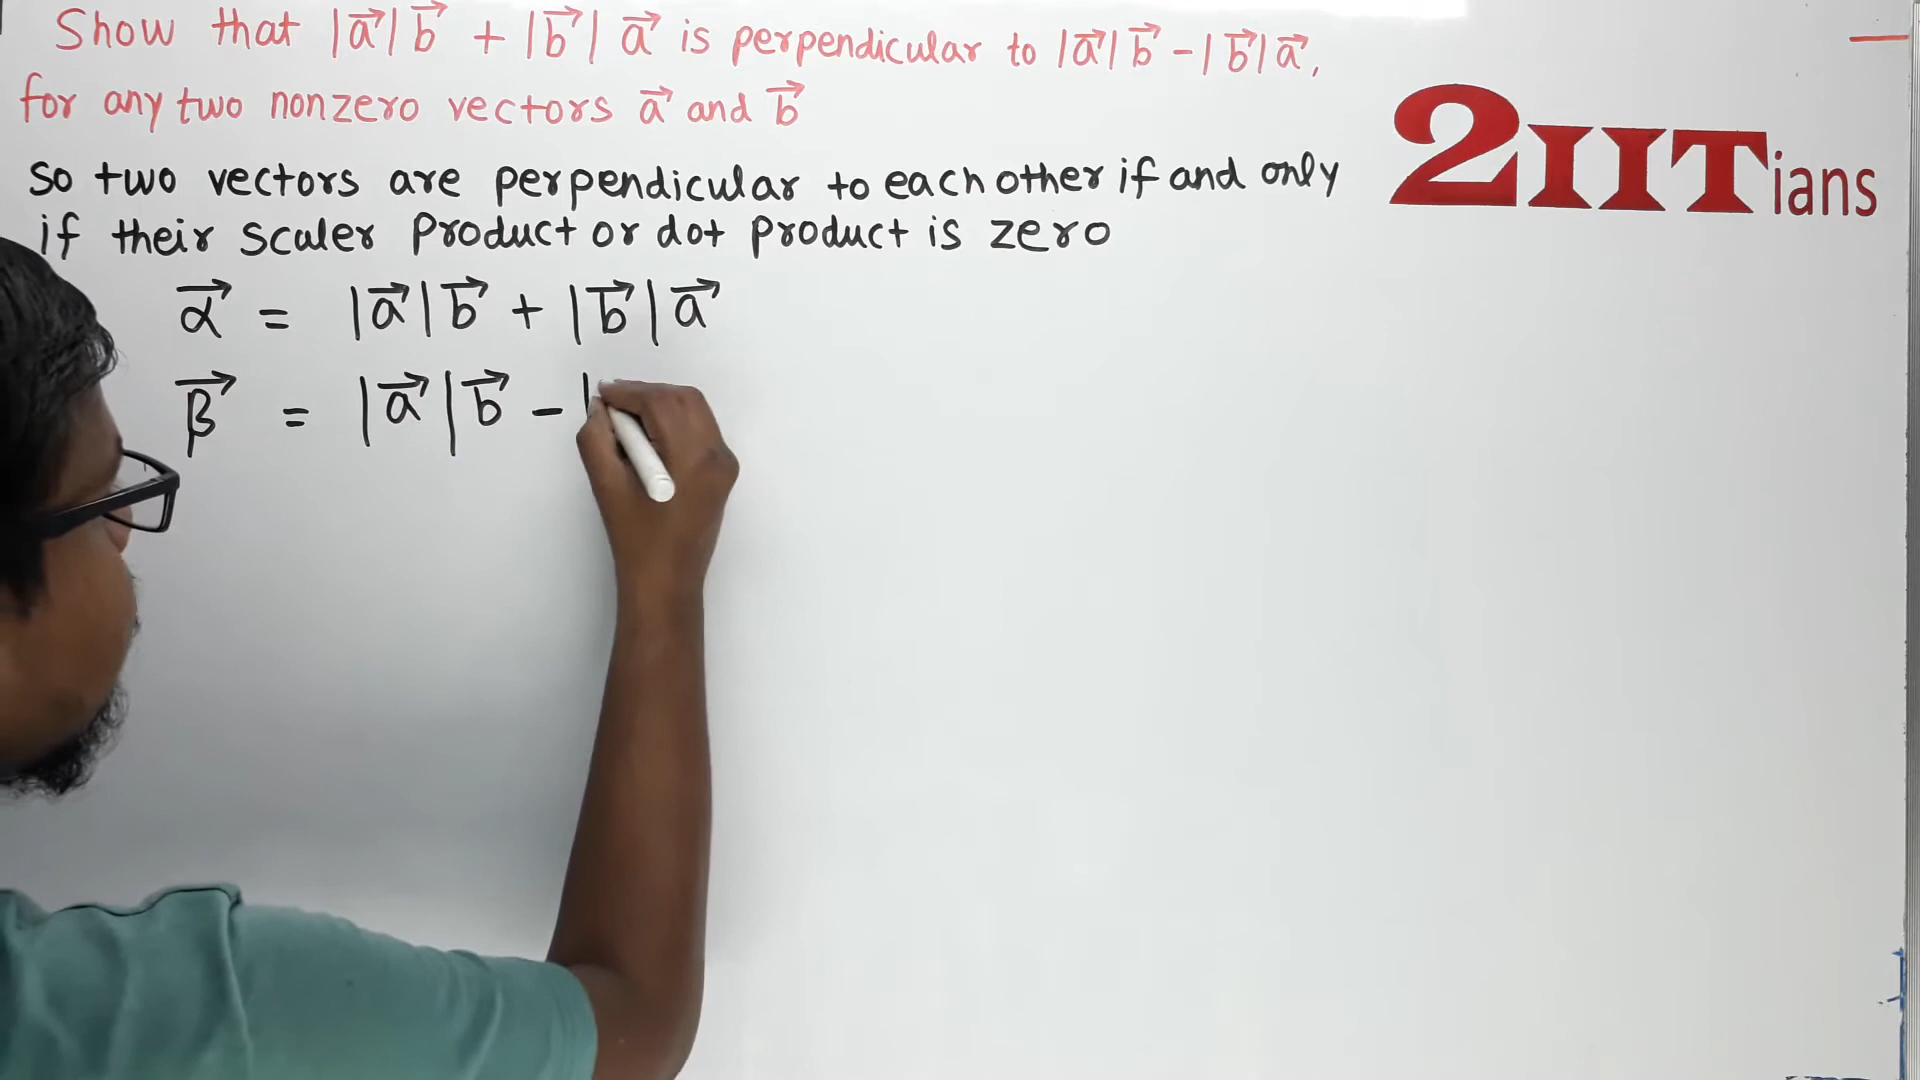 Show that |a⃗| b⃗ + |b⃗| a⃗ is perpendicular to |a⃗| b⃗ - |b⃗| a⃗,
for any two nonzero vectors a⃗ and b⃗
2IITians
So two vectors are perpendicular to each other if and only
if their scaler product or dot product is zero
α⃗ = |a⃗| b⃗ + |b⃗| a⃗
β⃗ = |a⃗| b⃗ - |